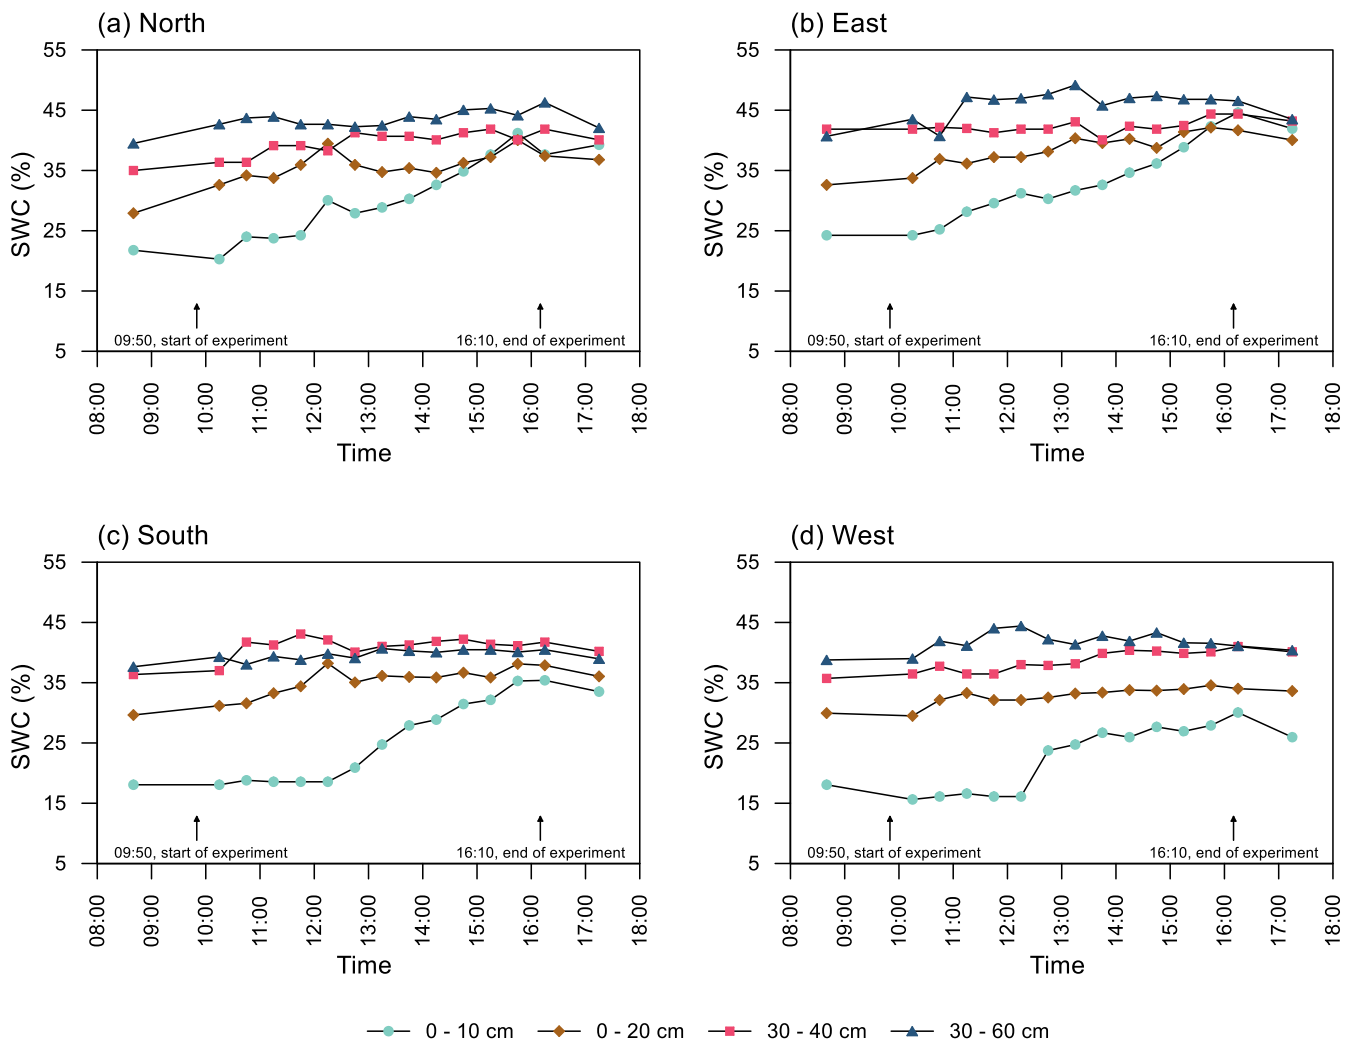 (a) North
(b) East
55
45
35
25
15
5
SWC (%)
09:50, start of experiment
16:10, end of experiment
08:00
09:00
10:00
11:00
12:00
13:00
14:00
15:00
16:00
17:00
18:00
Time
55
45
35
25
15
5
SWC (%)
09:50, start of experiment
16:10, end of experiment
08:00
09:00
10:00
11:00
12:00
13:00
14:00
15:00
16:00
17:00
18:00
Time
(c) South
(d) West
55
45
35
25
15
5
SWC (%)
09:50, start of experiment
16:10, end of experiment
08:00
09:00
10:00
11:00
12:00
13:00
14:00
15:00
16:00
17:00
18:00
Time
55
45
35
25
15
5
SWC (%)
09:50, start of experiment
16:10, end of experiment
08:00
09:00
10:00
11:00
12:00
13:00
14:00
15:00
16:00
17:00
18:00
Time
0 - 10 cm
0 - 20 cm
30 - 40 cm
30 - 60 cm